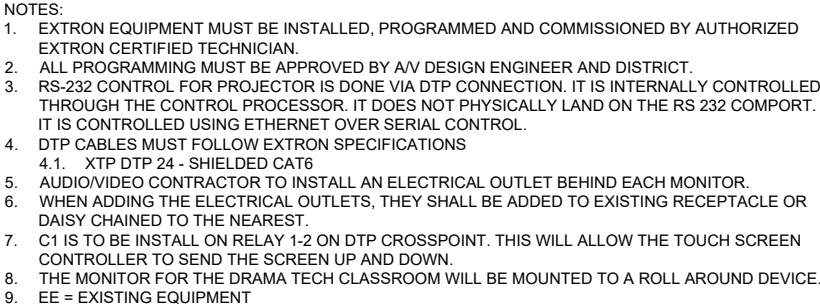 NOTES:
1. EXTRON EQUIPMENT MUST BE INSTALLED, PROGRAMMED AND COMMISSIONED BY AUTHORIZED
EXTRON CERTIFIED TECHNICIAN.
2. ALL PROGRAMMING MUST BE APPROVED BY A/V DESIGN ENGINEER AND DISTRICT.
3. RS-232 CONTROL FOR PROJECTOR IS DONE VIA DTP CONNECTION. IT IS INTERNALLY CONTROLLED
THROUGH THE CONTROL PROCESSOR. IT DOES NOT PHYSICALLY LAND ON THE RS 232 COMPORT.
IT IS CONTROLLED USING ETHERNET OVER SERIAL CONTROL.
4. DTP CABLES MUST FOLLOW EXTRON SPECIFICATIONS
4.1. XTP DTP 24 - SHIELDED CAT6
5. AUDIO/VIDEO CONTRACTOR TO INSTALL AN ELECTRICAL OUTLET BEHIND EACH MONITOR.
6. WHEN ADDING THE ELECTRICAL OUTLETS, THEY SHALL BE ADDED TO EXISTING RECEPTACLE OR
DAISY CHAINED TO THE NEAREST.
7. C1 IS TO BE INSTALL ON RELAY 1-2 ON DTP CROSSPOINT. THIS WILL ALLOW THE TOUCH SCREEN
CONTROLLER TO SEND THE SCREEN UP AND DOWN.
8. THE MONITOR FOR THE DRAMA TECH CLASSROOM WILL BE MOUNTED TO A ROLL AROUND DEVICE.
9. EE = EXISTING EQUIPMENT